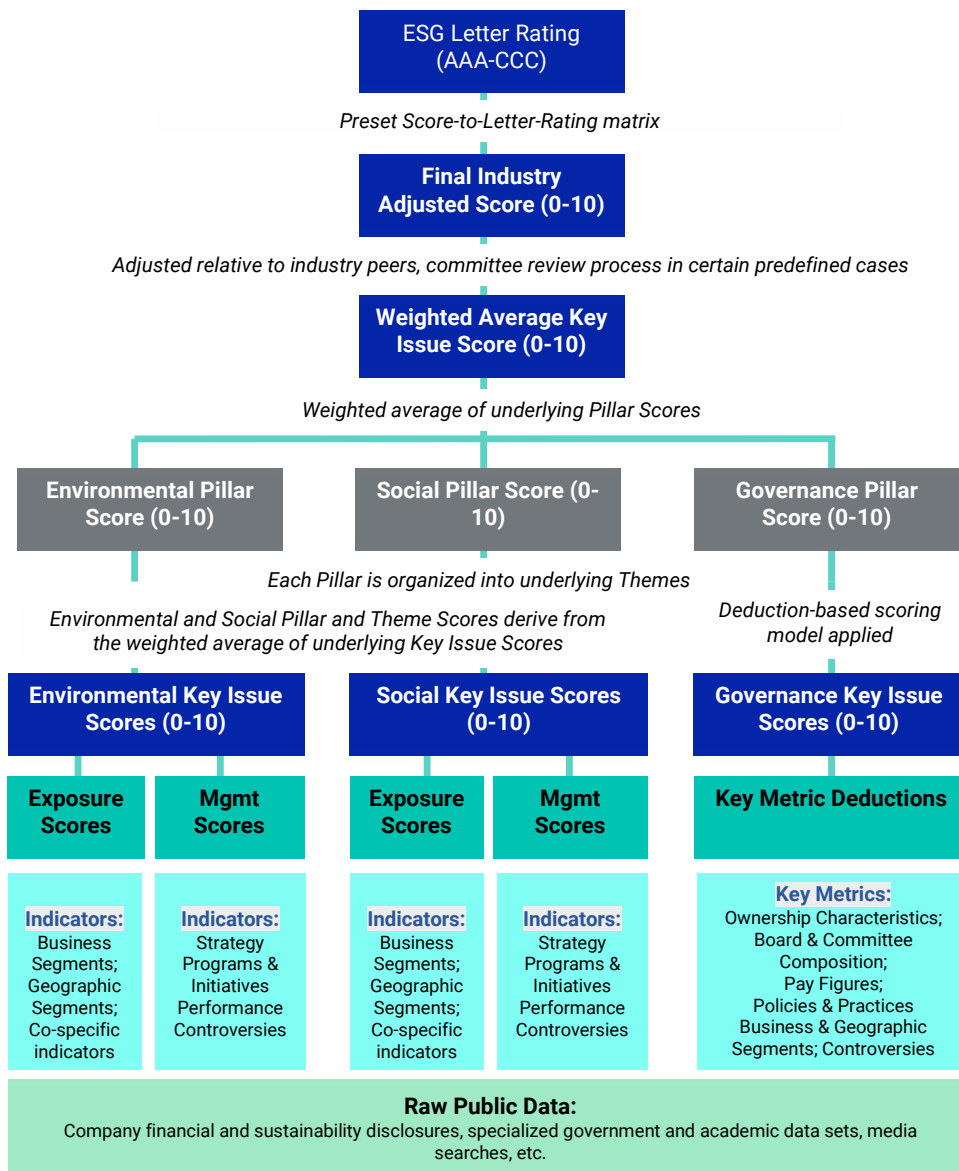 ESG Letter Rating
(AAA-CCC)
Preset Score-to-Letter-Rating matrix
Final Industry
Adjusted Score (0-10)
Adjusted relative to industry peers, committee review process in certain predefined cases
Weighted Average Key
Issue Score (0-10)
Weighted average of underlying Pillar Scores
Environmental Pillar
Score (0-10)
Social Pillar Score (0-
10)
Governance Pillar
Score (0-10)
Each Pillar is organized into underlying Themes
Environmental and Social Pillar and Theme Scores derive from
the weighted average of underlying Key Issue Scores
Deduction-based scoring
model applied
Environmental Key Issue
Scores (0-10)
Social Key Issue Scores
(0-10)
Governance Key Issue
Scores (0-10)
Exposure
Scores
Mgmt
Scores
Exposure
Scores
Mgmt
Scores
Key Metric Deductions
Indicators:
Business
Segments;
Geographic
Segments;
Co-specific
indicators
Indicators:
Strategy
Programs &
Initiatives
Performance
Controversies
Indicators:
Business
Segments;
Geographic
Segments;
Co-specific
indicators
Indicators:
Strategy
Programs &
Initiatives
Performance
Controversies
Key Metrics:
Ownership Characteristics;
Board & Committee
Composition;
Pay Figures;
Policies & Practices
Business & Geographic
Segments; Controversies
Raw Public Data:
Company financial and sustainability disclosures, specialized government and academic data sets, media
searches, etc.